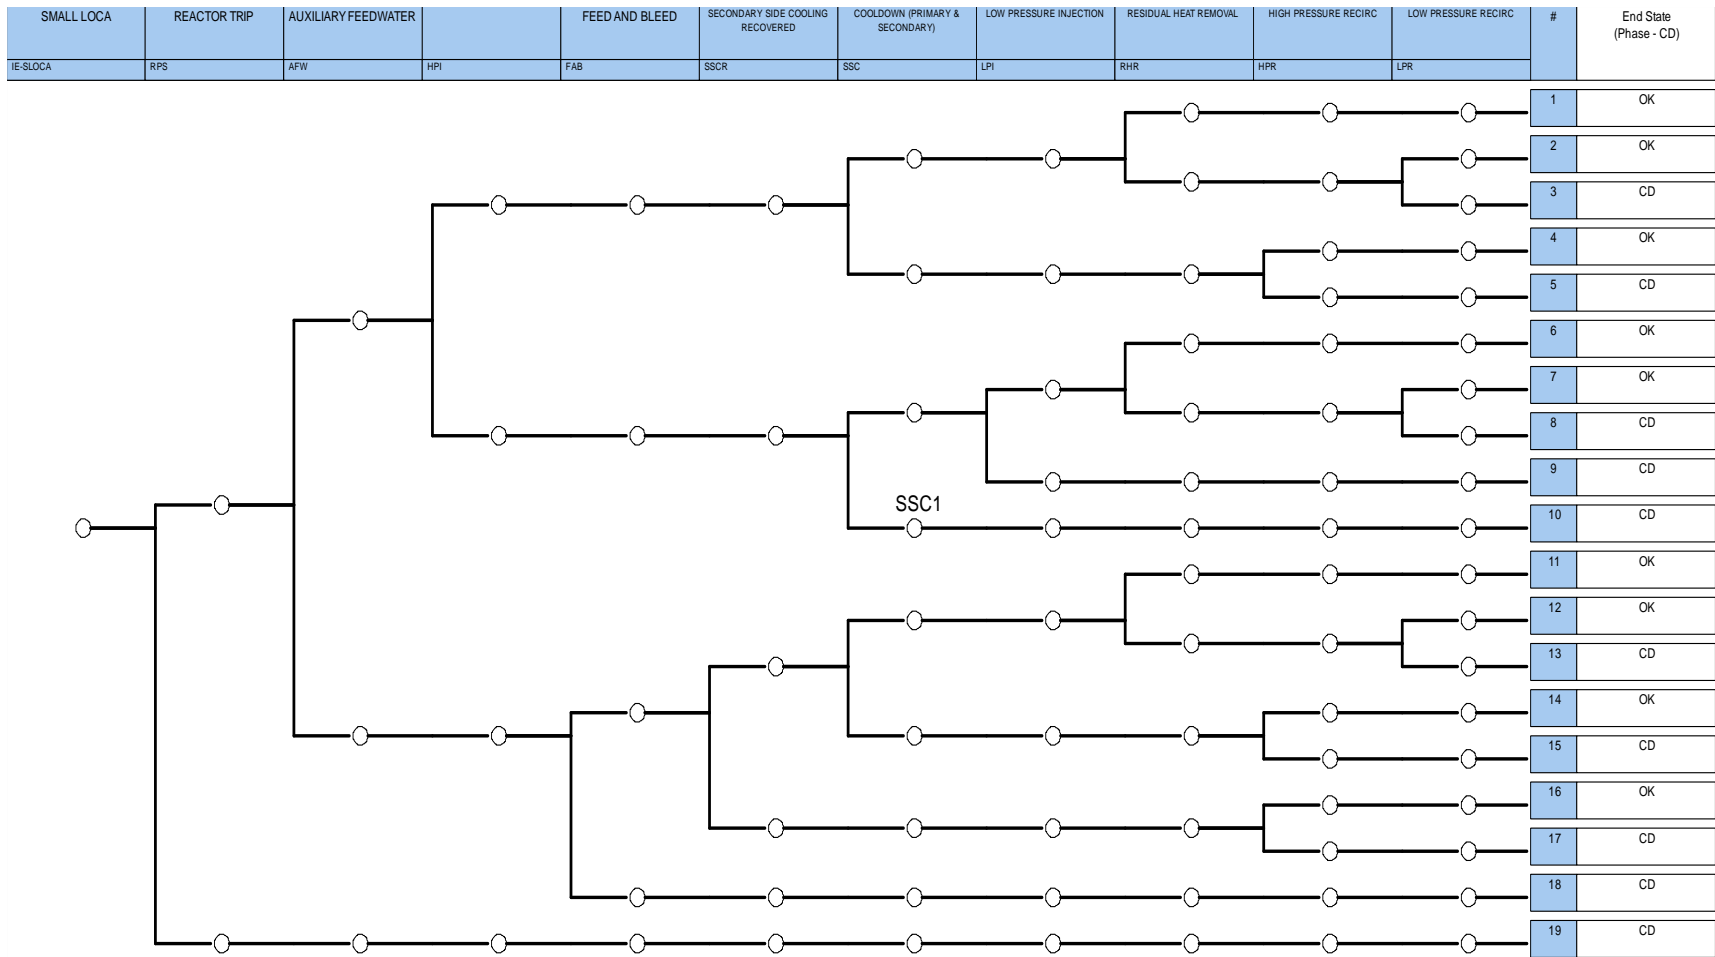 SMALL LOCA
REACTOR TRIP
AUXILIARY FEEDWATER
FEED AND BLEED
SECONDARY SIDE COOLING
RECOVERED
COOLDOWN (PRIMARY &
SECONDARY)
LOW PRESSURE INJECTION
RESIDUAL HEAT REMOVAL
HIGH PRESSURE RECIRC
LOW PRESSURE RECIRC
#
End State
(Phase - CD)
IE-SLOCA
RPS
AFW
HPI
FAB
SSCR
SSC
LPI
RHR
HPR
LPR
1 OK
2 OK
3 CD
4 OK
5 CD
6 OK
7 OK
8 CD
9 CD
SSC1
10 CD
11 OK
12 OK
13 CD
14 OK
15 CD
16 OK
17 CD
18 CD
19 CD